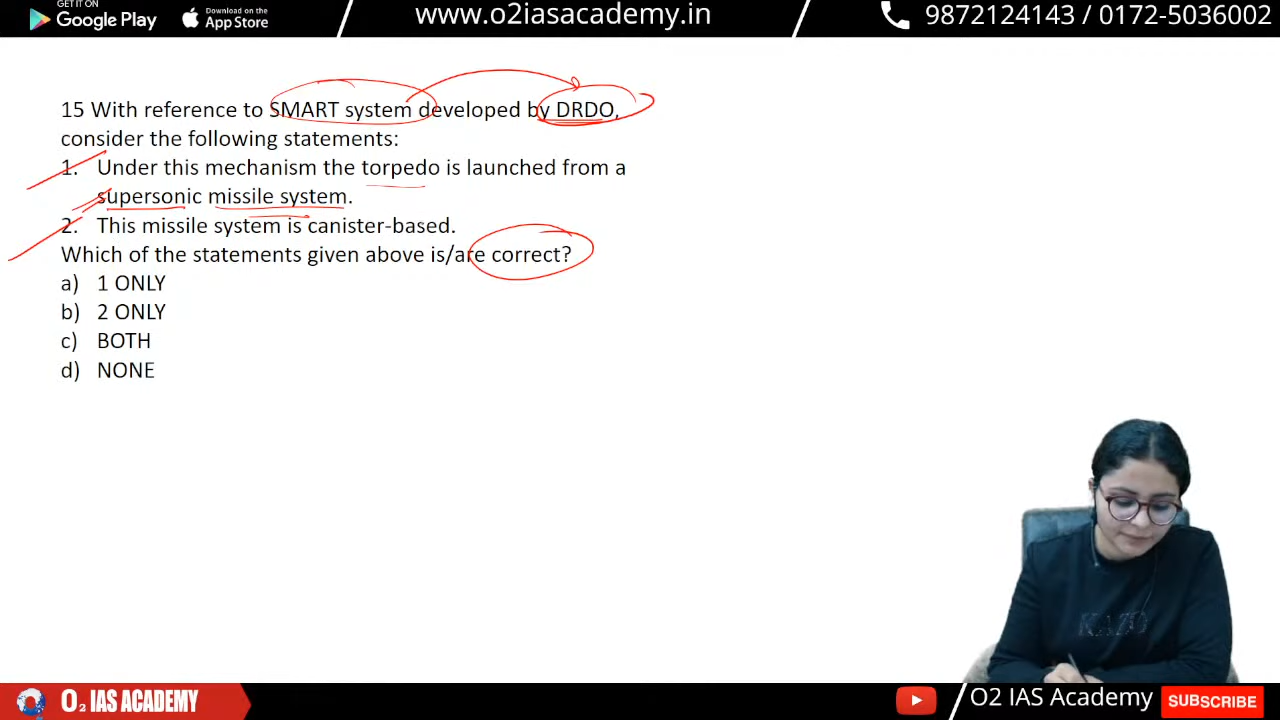 GET IT ON
Google Play
Download on the
App Store
www.o2iasacademy.in
9872124143 / 0172-5036002
15 With reference to SMART system developed by DRDO,
consider the following statements:
1. Under this mechanism the torpedo is launched from a
supersonic missile system.
2. This missile system is canister-based.
Which of the statements given above is/are correct?
a) 1 ONLY
b) 2 ONLY
c) BOTH
d) NONE
KAZO
O2 IAS ACADEMY
O2 IAS Academy
SUBSCRIBE